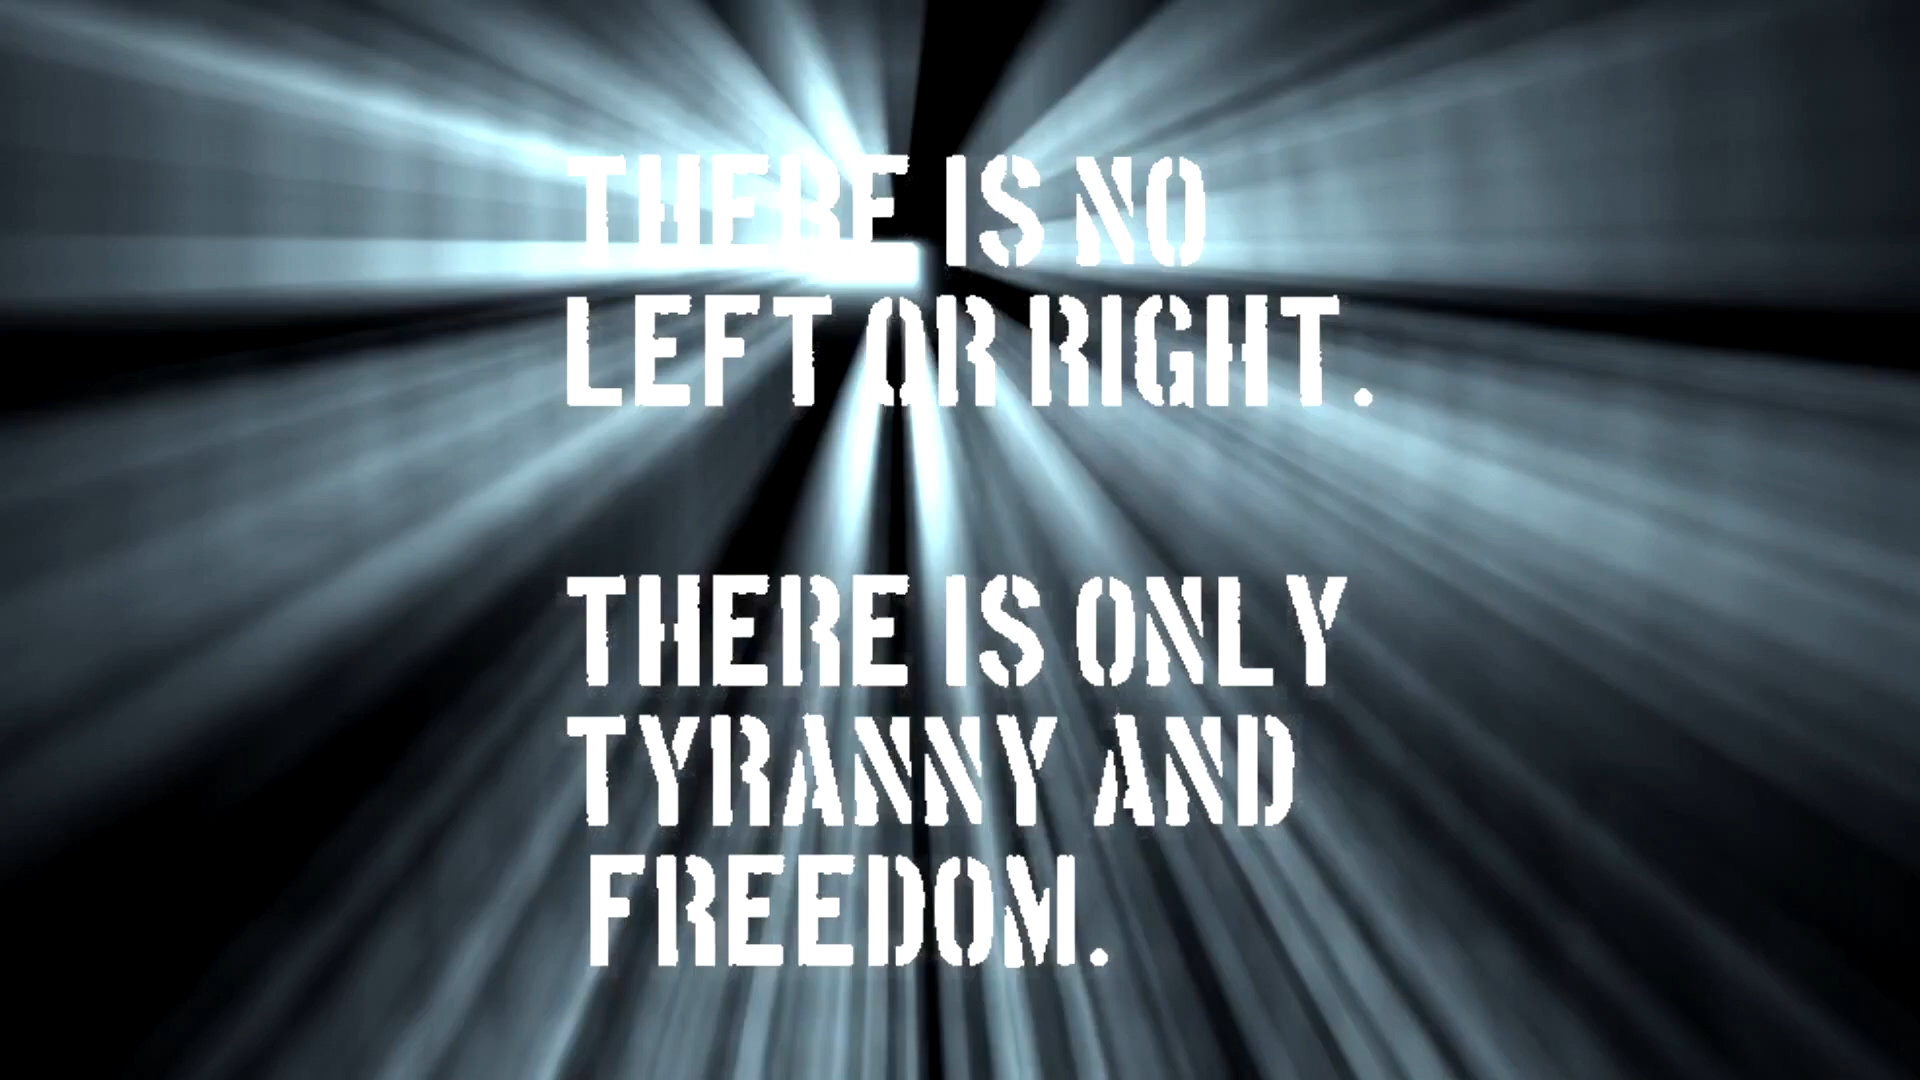 THERE IS NO
LEFT OR RIGHT.
THERE IS ONLY
TYRANNY AND
FREEDOM.